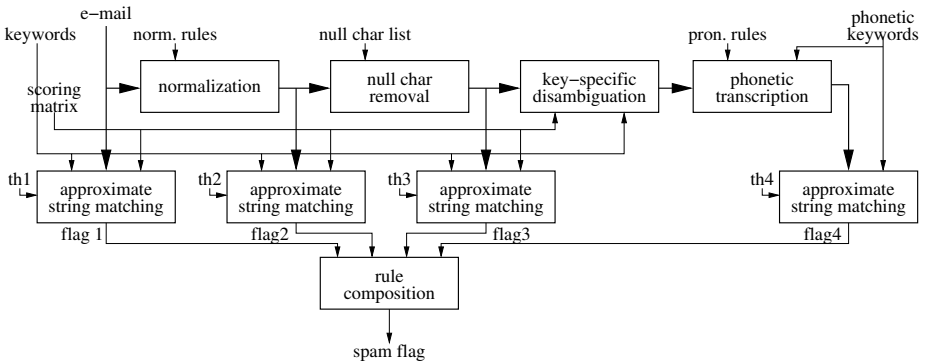 e-mail
keywords
norm. rules
null char list
pron. rules
phonetic
keywords
scoring
matrix
normalization
null char
removal
key-specific
disambiguation
phonetic
transcription
th1
th2
th3
th4
approximate
string matching
approximate
string matching
approximate
string matching
approximate
string matching
flag 1
flag2
flag3
flag4
rule
composition
spam flag